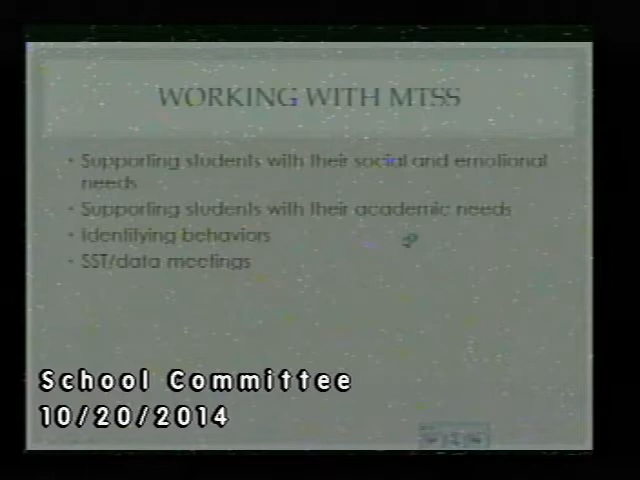 WORKING WITH MTSS
• Supporting students with their social and emotional
needs
• Supporting students with their academic needs
• Identifying behaviors
• SST/data meetings
School Committee
10/20/2014